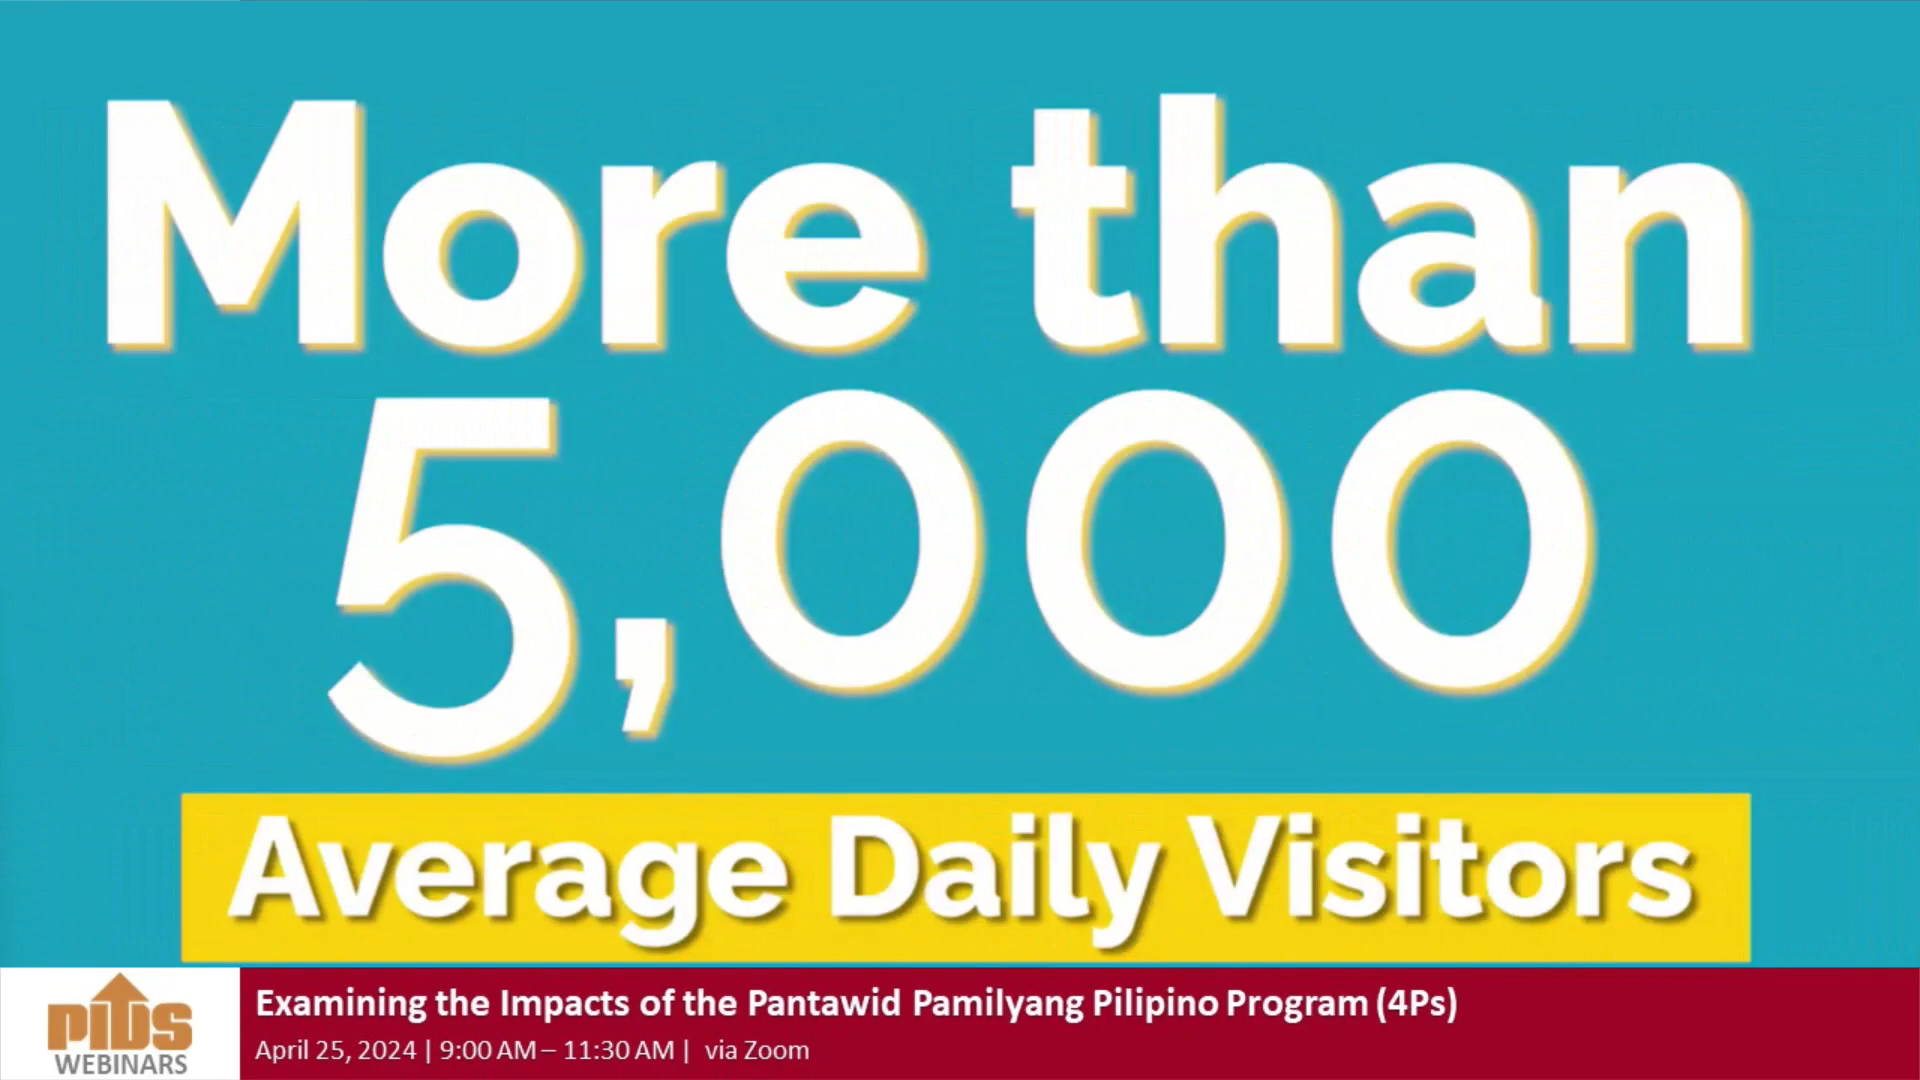 More than
5,000
Average Daily Visitors
pids
WEBINARS
Examining the Impacts of the Pantawid Pamilyang Pilipino Program (4Ps)
April 25, 2024 | 9:00 AM – 11:30 AM | via Zoom